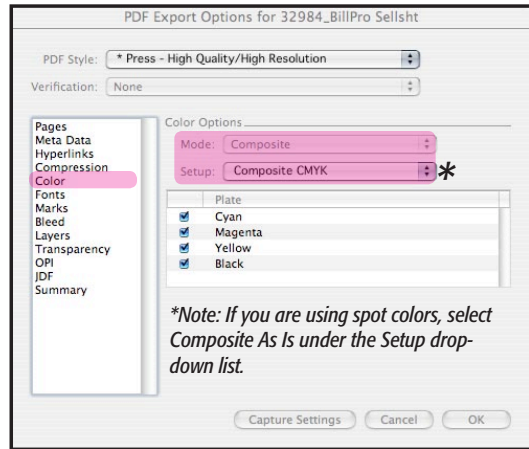 PDF Export Options for 32984_BillPro Sellsht
PDF Style: * Press - High Quality/High Resolution
Verification: None
Pages
Meta Data
Hyperlinks
Compression
Color
Fonts
Marks
Bleed
Layers
Transparency
OPI
JDF
Summary
Color Options
Mode: Composite
Setup: Composite CMYK *
Plate
Cyan
Magenta
Yellow
Black
*Note: If you are using spot colors, select
Composite As Is under the Setup drop-
down list.
Capture Settings Cancel OK